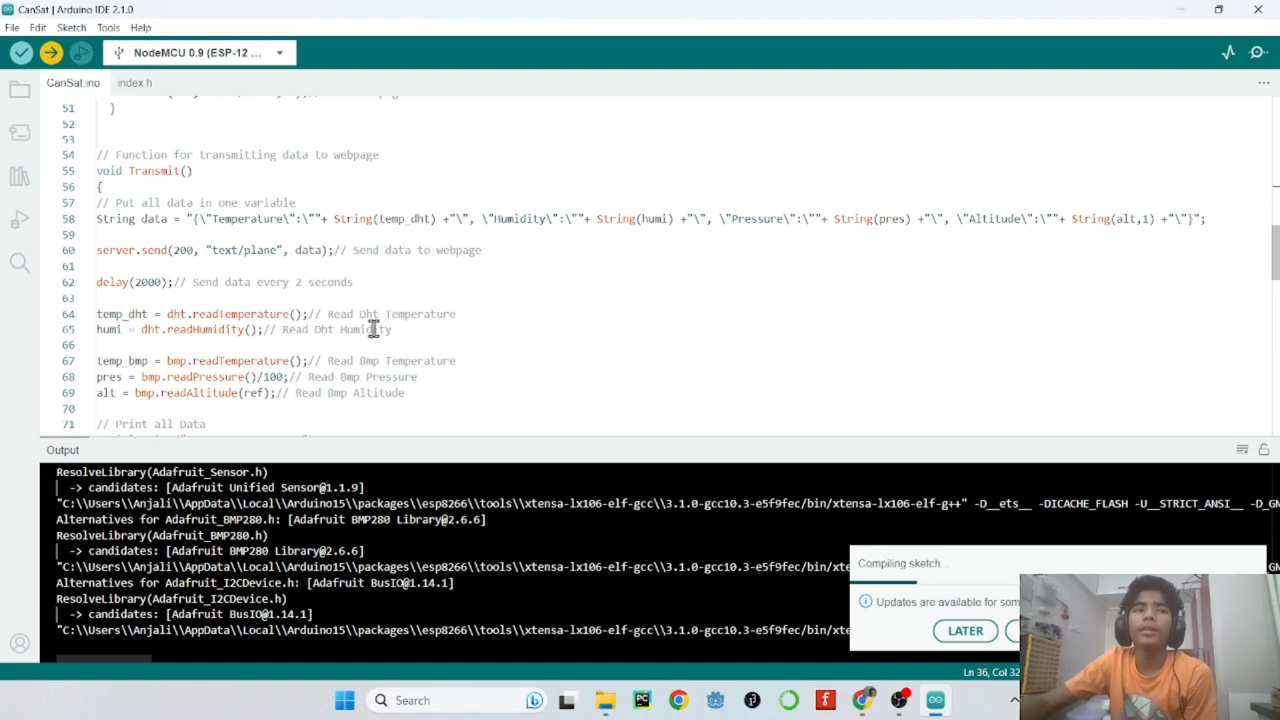 CanSat | Arduino IDE 2.1.0
File Edit Sketch Tools Help
NodeMCU 0.9 (ESP-12 ...
CanSat.ino index.h
51 }
52
53
54 // Function for transmitting data to webpage
55 void Transmit()
56 {
57 // Put all data in one variable
58 String data = "{\"Temperature\":\""+ String(temp_dht) +"\", \"Humidity\":\""+ String(humi) +"\", \"Pressure\":\""+ String(pres) +"\", \"Altitude\":\""+ String(alt,1) +"\"}";
59
60 server.send(200, "text/plane", data);// Send data to webpage
61
62 delay(2000);// Send data every 2 seconds
63
64 temp_dht = dht.readTemperature();// Read Dht Temperature
65 humi = dht.readHumidity();// Read Dht Humidity
66
67 temp_bmp = bmp.readTemperature();// Read Bmp Temperature
68 pres = bmp.readPressure()/100;// Read Bmp Pressure
69 alt = bmp.readAltitude(ref);// Read Bmp Altitude
70
71 // Print all Data
Output
ResolveLibrary(Adafruit_Sensor.h)
-> candidates: [Adafruit Unified Sensor@1.1.9]
"C:\\Users\\Anjali\\AppData\\Local\\Arduino15\\packages\\esp8266\\tools\\xtensa-lx106-elf-gcc\\3.1.0-gcc10.3-e5f9fec/bin/xtensa-lx106-elf-g++" -D__ets__ -DICACHE_FLASH -U__STRICT_ANSI__ -D_GN
Alternatives for Adafruit_BMP280.h: [Adafruit BMP280 Library@2.6.6]
ResolveLibrary(Adafruit_BMP280.h)
-> candidates: [Adafruit BMP280 Library@2.6.6]
"C:\\Users\\Anjali\\AppData\\Local\\Arduino15\\packages\\esp8266\\tools\\xtensa-lx106-elf-gcc\\3.1.0-gcc10.3-e5f9fec/bin/xtensa-lx106-el
Alternatives for Adafruit_I2CDevice.h: [Adafruit BusIO@1.14.1]
ResolveLibrary(Adafruit_I2CDevice.h)
-> candidates: [Adafruit BusIO@1.14.1]
"C:\\Users\\Anjali\\AppData\\Local\\Arduino15\\packages\\esp8266\\tools\\xtensa-lx106-elf-gcc\\3.1.0-gcc10.3-e5f9fec/bin/xtensa-lx106-el
Compiling sketch...
Updates are available for som
LATER
Ln 36, Col 32
Search